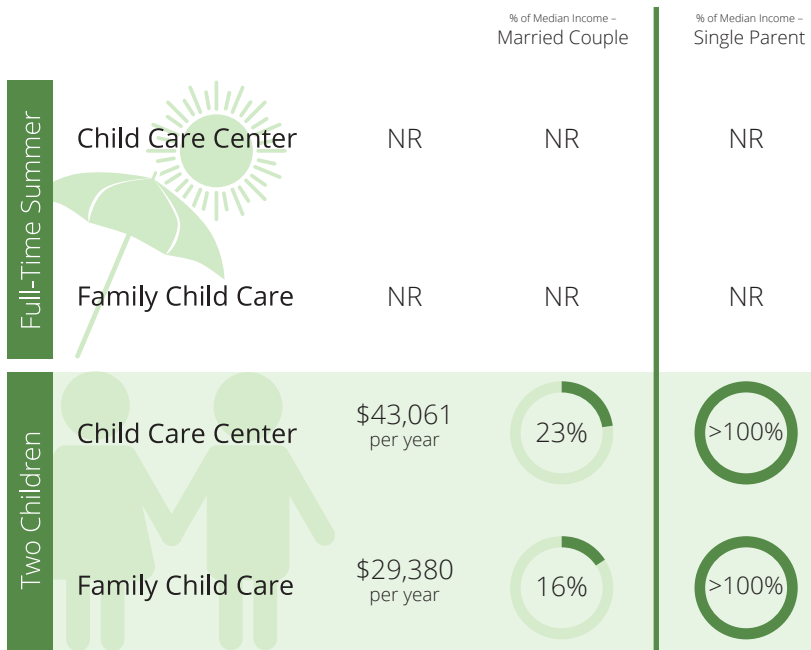 % of Median Income –
Married Couple
% of Median Income –
Single Parent
Full-Time Summer
Child Care Center
NR
NR
NR
Family Child Care
NR
NR
NR
Two Children
Child Care Center
$43,061
per year
23%
>100%
Family Child Care
$29,380
per year
16%
>100%